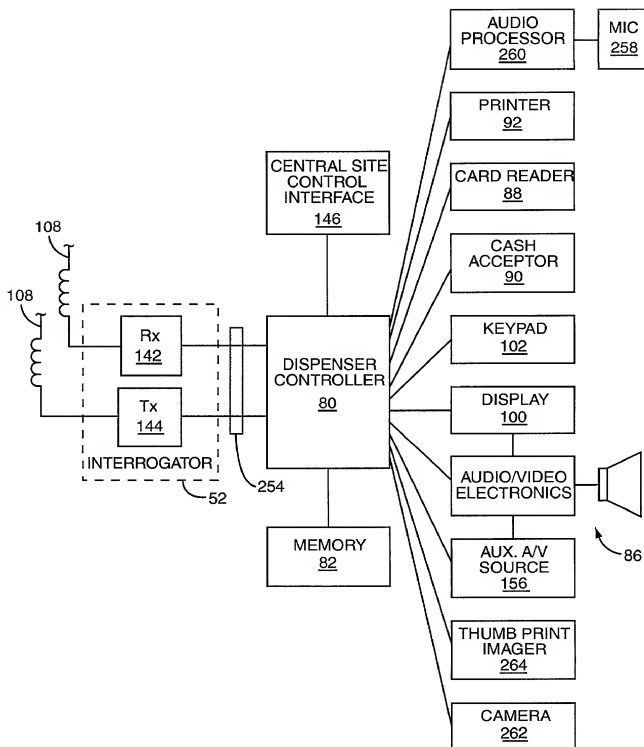 AUDIO
PROCESSOR
260
MIC
258
PRINTER
92
CENTRAL SITE
CONTROL
INTERFACE
146
CARD READER
88
108
CASH
ACCEPTOR
90
108
Rx
142
KEYPAD
102
DISPENSER
CONTROLLER
80
DISPLAY
100
Tx
144
INTERROGATOR
52
254
AUDIO/VIDEO
ELECTRONICS
86
MEMORY
82
AUX. A/V
SOURCE
156
THUMB PRINT
IMAGER
264
CAMERA
262